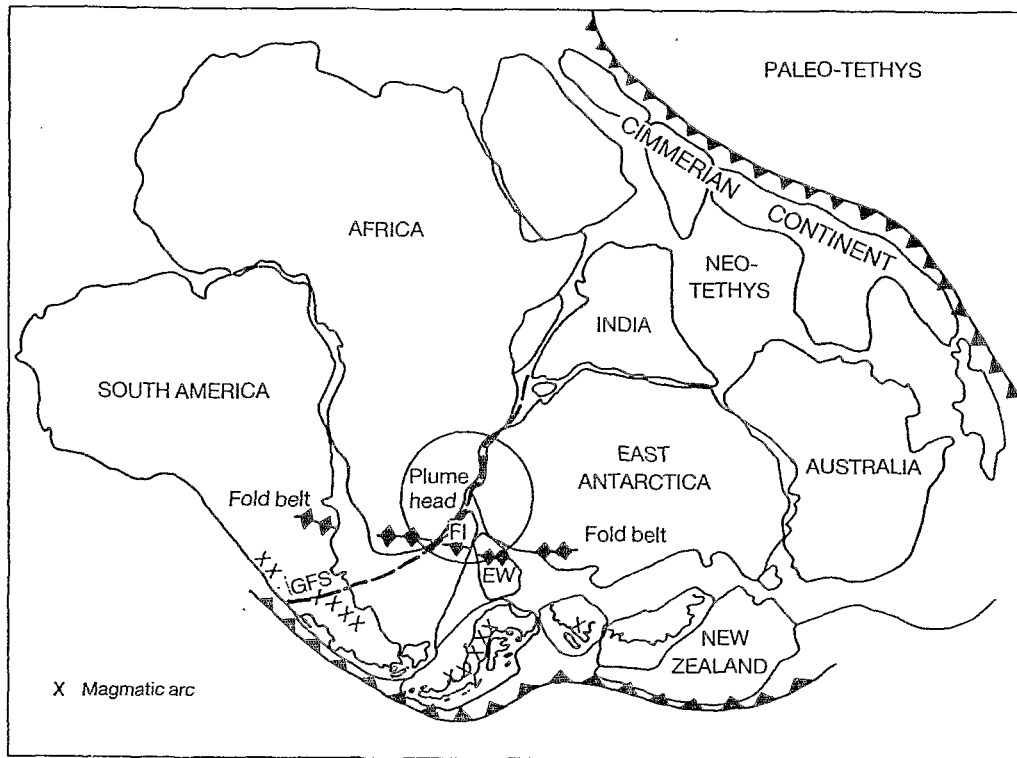 PALEO-TETHYS
CIMMERIAN
CONTINENT
AFRICA
NEO-
TETHYS
INDIA
SOUTH AMERICA
EAST
ANTARCTICA
AUSTRALIA
Plume
head
Fold belt
FI
Fold belt
EW
GFS
NEW
ZEALAND
X Magmatic arc